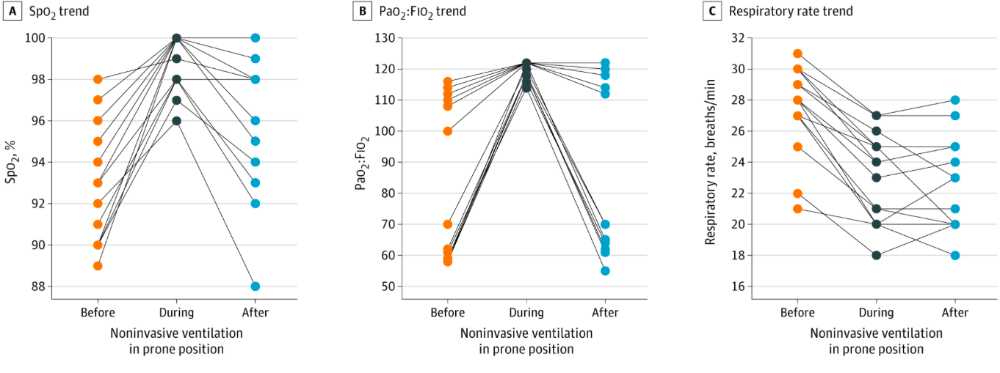 A SpO₂ trend
100
98
96
94
92
90
88
SpO₂, %
Before During After
Noninvasive ventilation
in prone position
B PaO₂:FIO₂ trend
130
120
110
100
90
80
70
60
50
PaO₂:FIO₂
Before During After
Noninvasive ventilation
in prone position
C Respiratory rate trend
32
30
28
26
24
22
20
18
16
Respiratory rate, breaths/min
Before During After
Noninvasive ventilation
in prone position